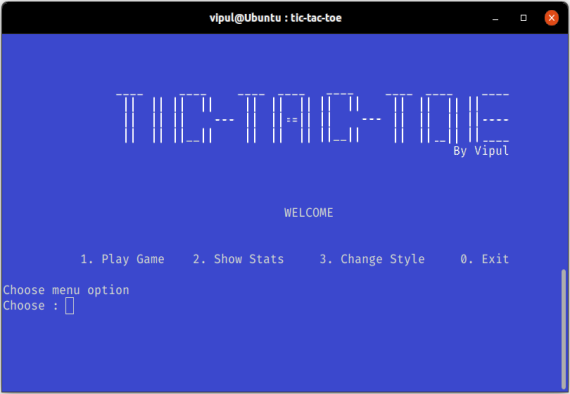 vipul@Ubuntu : tic-tac-toe
TIC-TAC-TOE
By Vipul
WELCOME
1. Play Game 2. Show Stats 3. Change Style 0. Exit
Choose menu option
Choose :